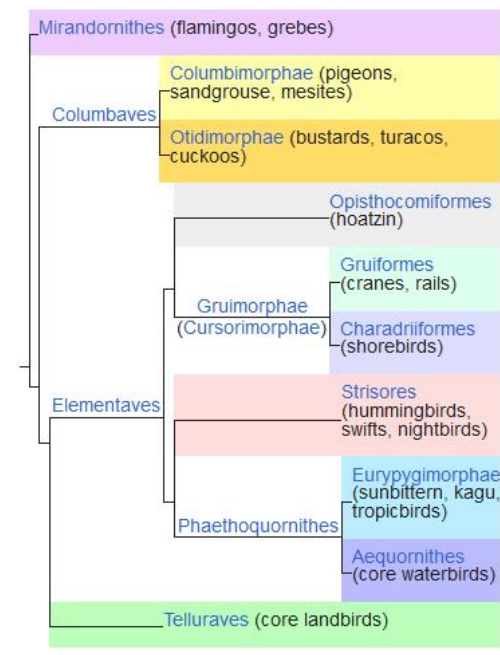 Mirandornithes (flamingos, grebes)
Columbimorphae (pigeons,
sandgrouse, mesites)
Columbaves
Otidimorphae (bustards, turacos,
cuckoos)
Opisthocomiformes
(hoatzin)
Gruiformes
(cranes, rails)
Gruimorphae
(Cursorimorphae)
Charadriiformes
(shorebirds)
Elementaves
Strisores
(hummingbirds,
swifts, nightbirds)
Eurypygimorphae
(sunbittern, kagu,
tropicbirds)
Phaethoquornithes
Aequornithes
(core waterbirds)
Telluraves (core landbirds)